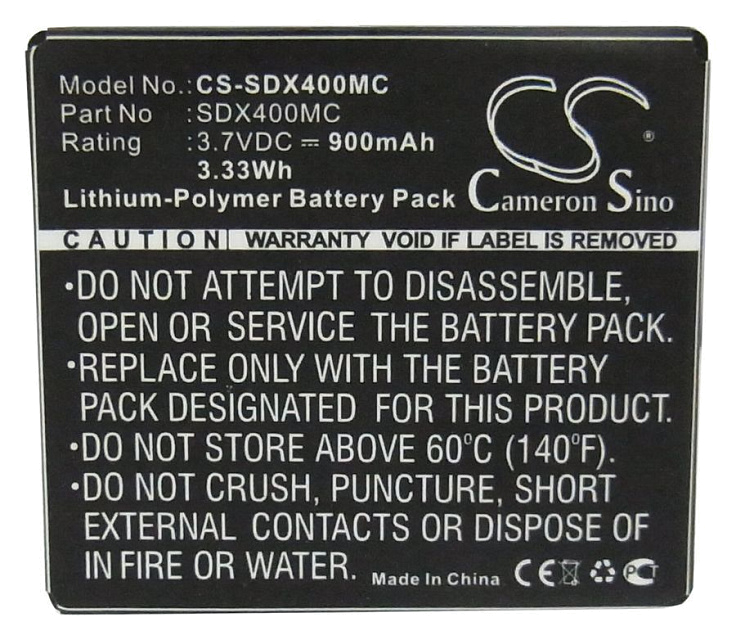 Model No.: CS-SDX400MC
Part No : SDX400MC
Rating : 3.7VDC ⎓ 900mAh
3.33Wh
Lithium-Polymer Battery Pack
CS
®
Cameron Sino
CAUTION WARRANTY VOID IF LABEL IS REMOVED
•DO NOT ATTEMPT TO DISASSEMBLE,
OPEN OR SERVICE THE BATTERY PACK.
•REPLACE ONLY WITH THE BATTERY
PACK DESIGNATED FOR THIS PRODUCT.
•DO NOT STORE ABOVE 60°C (140°F).
•DO NOT CRUSH, PUNCTURE, SHORT
EXTERNAL CONTACTS OR DISPOSE OF
IN FIRE OR WATER.
Made In China CE PCT